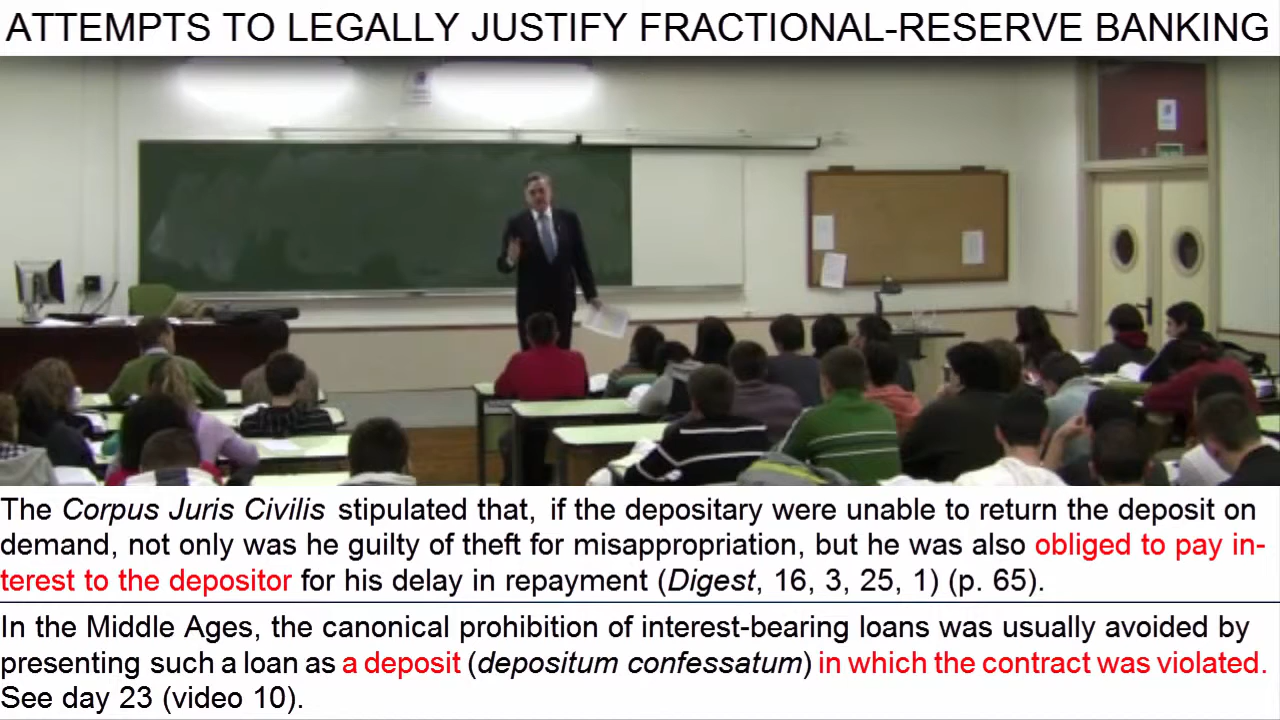 ATTEMPTS TO LEGALLY JUSTIFY FRACTIONAL-RESERVE BANKING
The Corpus Juris Civilis stipulated that, if the depositary were unable to return the deposit on
demand, not only was he guilty of theft for misappropriation, but he was also obliged to pay in-
terest to the depositor for his delay in repayment (Digest, 16, 3, 25, 1) (p. 65).
In the Middle Ages, the canonical prohibition of interest-bearing loans was usually avoided by
presenting such a loan as a deposit (depositum confessatum) in which the contract was violated.
See day 23 (video 10).